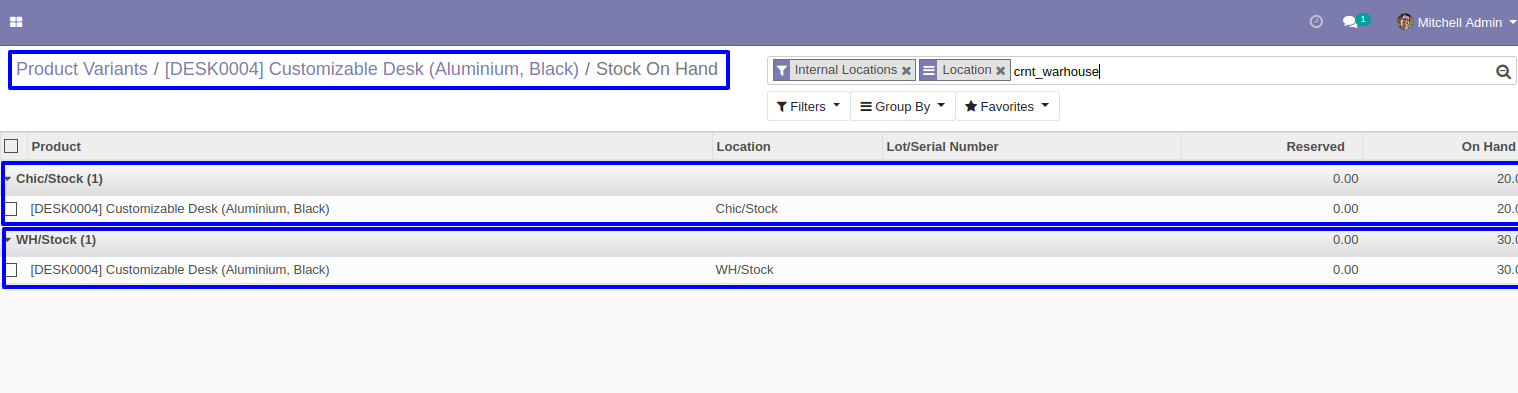 1 Mitchell Admin
Product Variants / [DESK0004] Customizable Desk (Aluminium, Black) / Stock On Hand
Internal Locations Location crnt_warhouse
Filters Group By Favorites
Product Location Lot/Serial Number Reserved On Hand
Chic/Stock (1) 0.00 20.0
[DESK0004] Customizable Desk (Aluminium, Black) Chic/Stock 0.00 20.0
WH/Stock (1) 0.00 30.0
[DESK0004] Customizable Desk (Aluminium, Black) WH/Stock 0.00 30.0